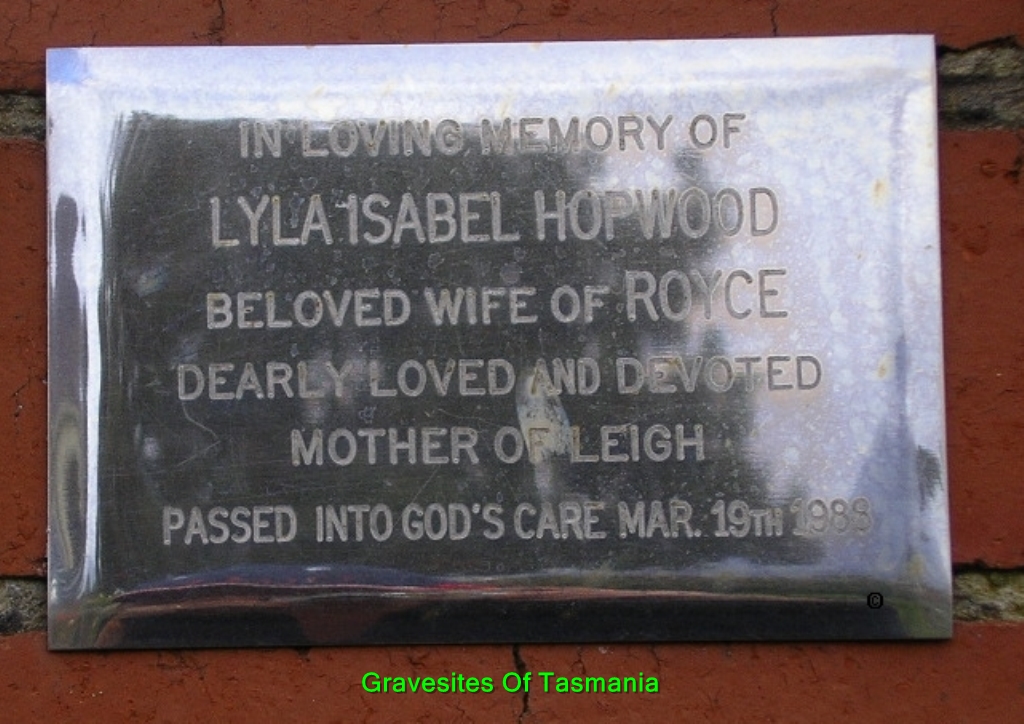 IN LOVING MEMORY OF
LYLA ISABEL HOPWOOD
BELOVED WIFE OF ROYCE
DEARLY LOVED AND DEVOTED
MOTHER OF LEIGH
PASSED INTO GOD'S CARE MAR. 19TH 1988
©
Gravesites Of Tasmania